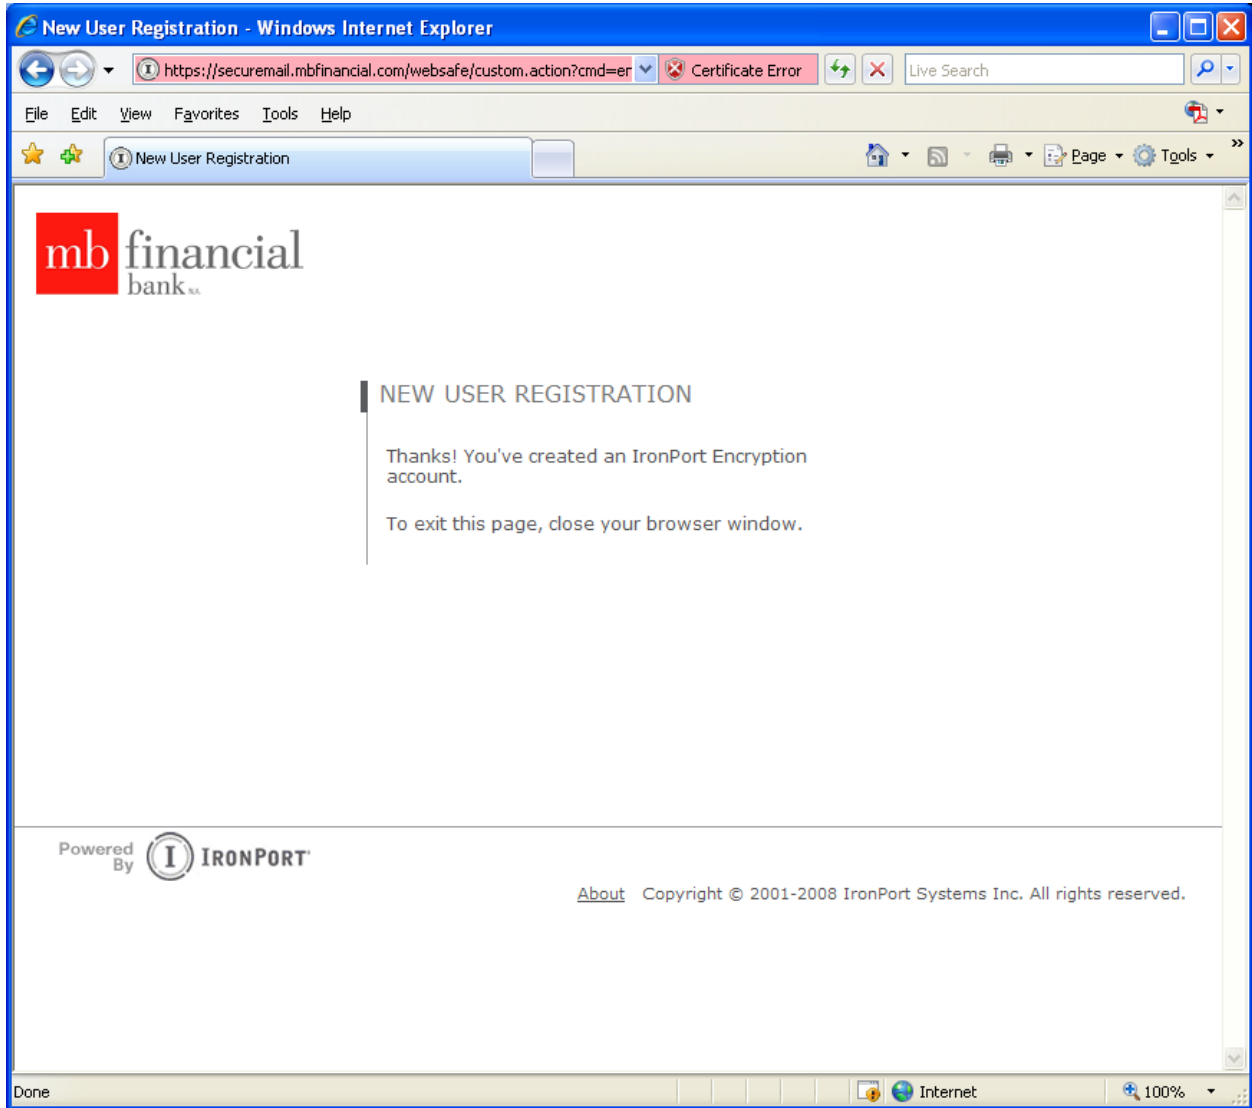 New User Registration - Windows Internet Explorer
https://securemail.mbfinancial.com/websafe/custom.action?cmd=er
Certificate Error
Live Search
File Edit View Favorites Tools Help
New User Registration
Page Tools »
mb financial
bank N.A.
NEW USER REGISTRATION
Thanks! You've created an IronPort Encryption
account.
To exit this page, close your browser window.
Powered
By
I IRONPORT
About Copyright © 2001-2008 IronPort Systems Inc. All rights reserved.
Done
Internet
100%